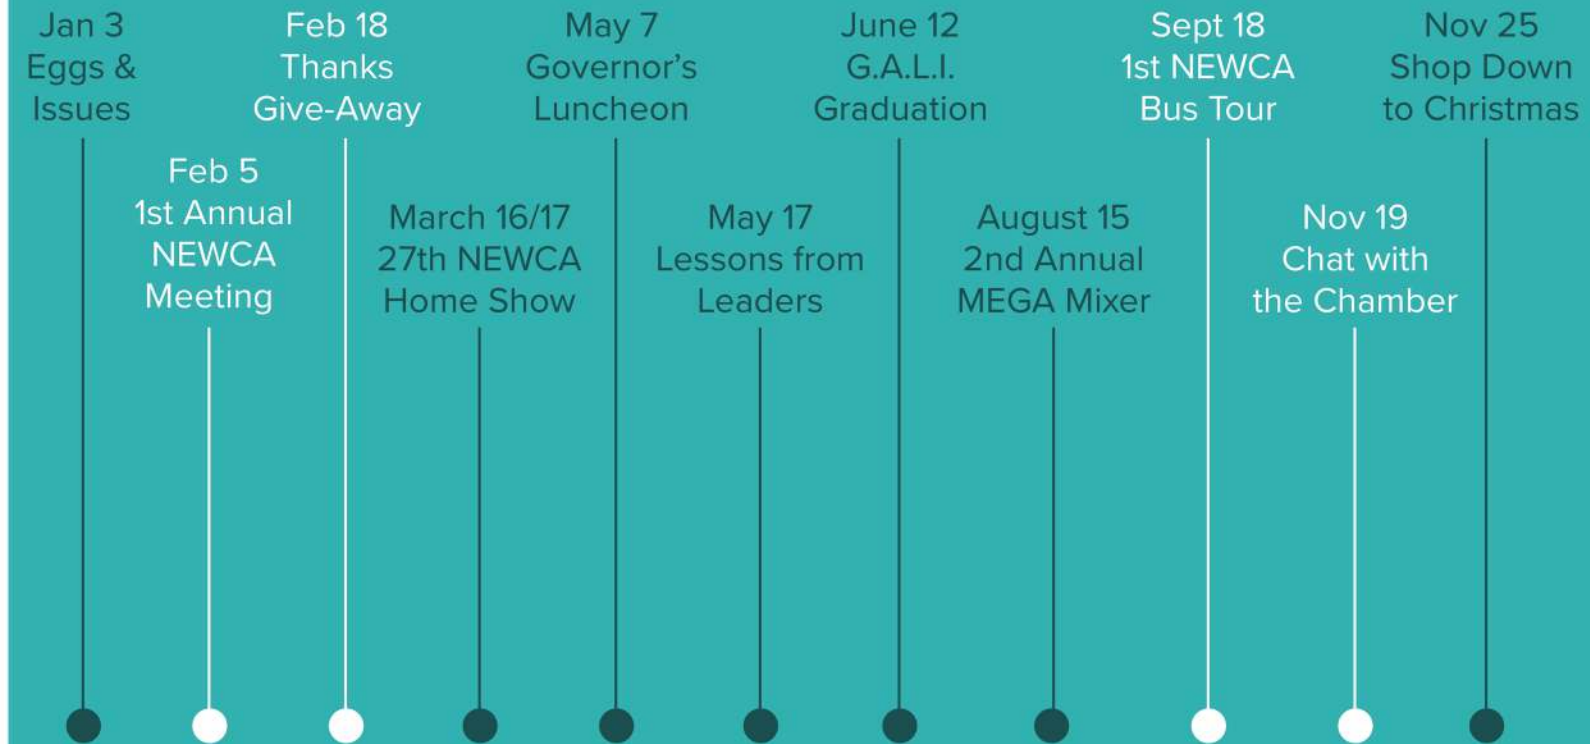 Jan 3
Eggs &
Issues
Feb 5
1st Annual
NEWCA
Meeting
Feb 18
Thanks
Give-Away
March 16/17
27th NEWCA
Home Show
May 7
Governor’s
Luncheon
May 17
Lessons from
Leaders
June 12
G.A.L.I.
Graduation
August 15
2nd Annual
MEGA Mixer
Sept 18
1st NEWCA
Bus Tour
Nov 19
Chat with
the Chamber
Nov 25
Shop Down
to Christmas